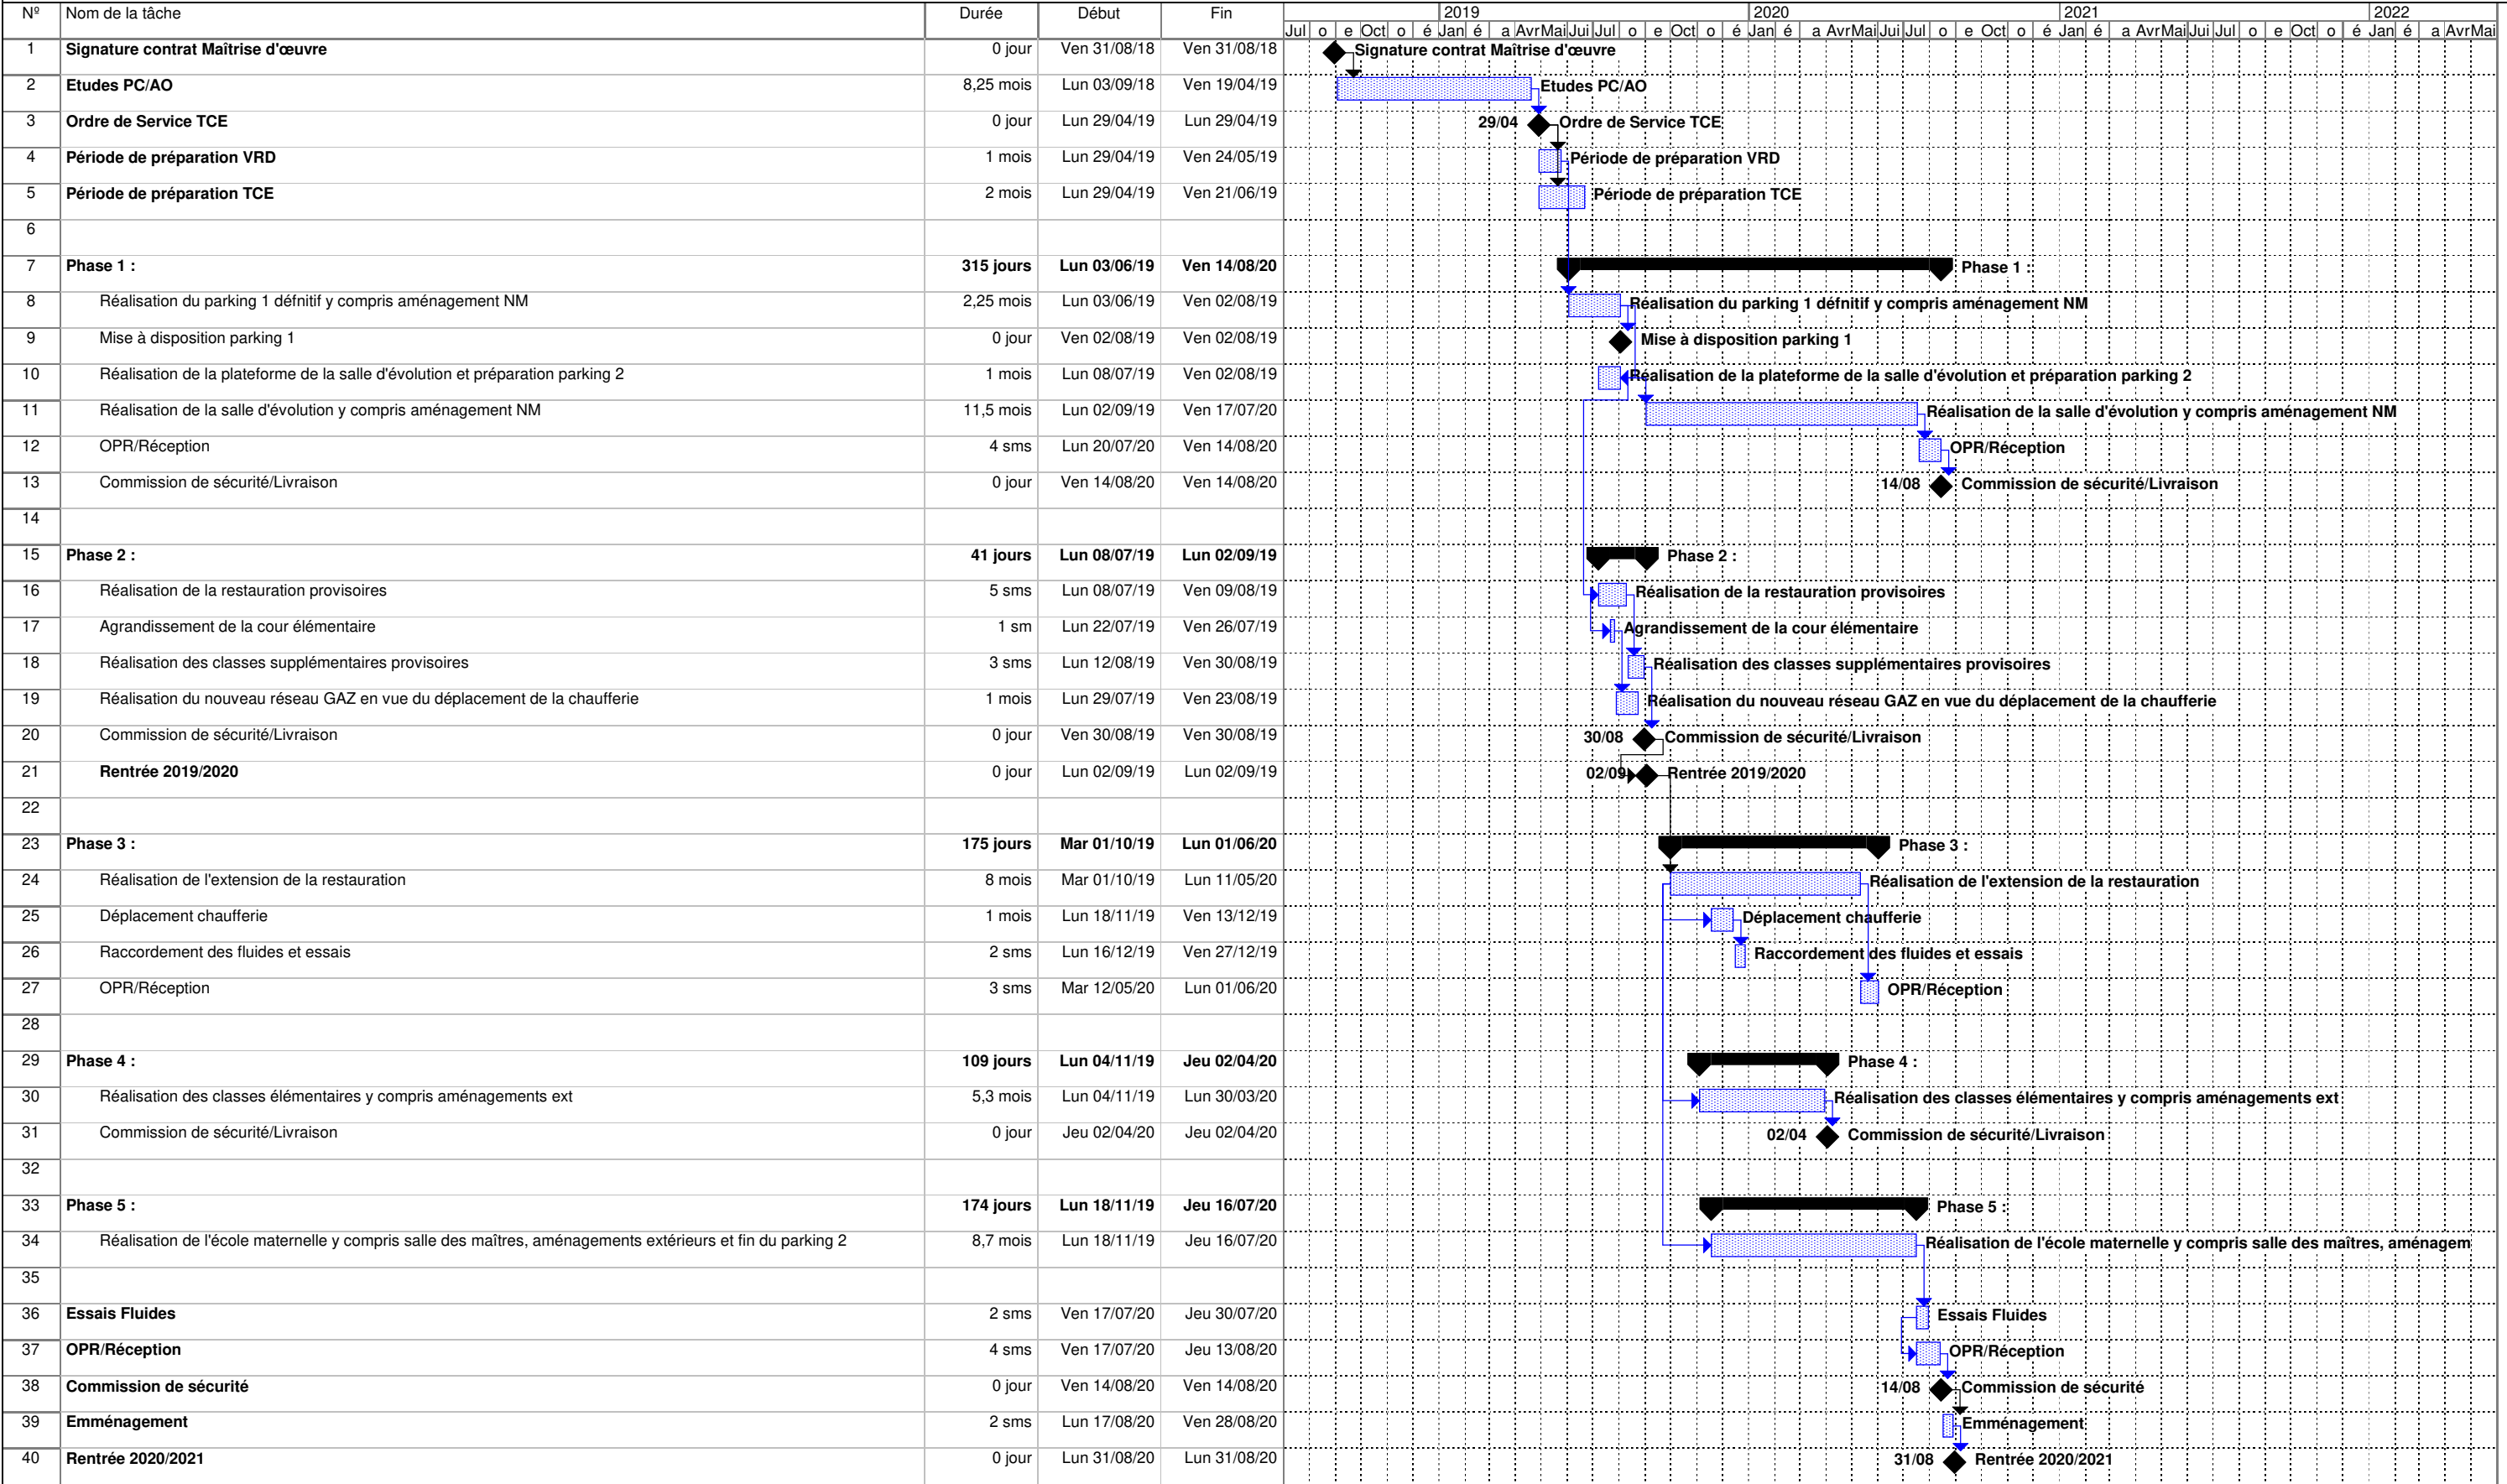 Nº Nom de la tâche Durée Début Fin 2019 2020 2021 2022
Jul o e Oct o é Jan é a Avr Mai Jui Jul o e Oct o é Jan é a Avr Mai Jui Jul o e Oct o é Jan é a Avr Mai Jui Jul o e Oct o é Jan é a Avr Mai
1 Signature contrat Maîtrise d'œuvre 0 jour Ven 31/08/18 Ven 31/08/18 Signature contrat Maîtrise d'œuvre
2 Etudes PC/AO 8,25 mois Lun 03/09/18 Ven 19/04/19 Etudes PC/AO
3 Ordre de Service TCE 0 jour Lun 29/04/19 Lun 29/04/19 29/04 Ordre de Service TCE
4 Période de préparation VRD 1 mois Lun 29/04/19 Ven 24/05/19 Période de préparation VRD
5 Période de préparation TCE 2 mois Lun 29/04/19 Ven 21/06/19 Période de préparation TCE
6
7 Phase 1 : 315 jours Lun 03/06/19 Ven 14/08/20 Phase 1 :
8 Réalisation du parking 1 défnitif y compris aménagement NM 2,25 mois Lun 03/06/19 Ven 02/08/19 Réalisation du parking 1 défnitif y compris aménagement NM
9 Mise à disposition parking 1 0 jour Ven 02/08/19 Ven 02/08/19 Mise à disposition parking 1
10 Réalisation de la plateforme de la salle d'évolution et préparation parking 2 1 mois Lun 08/07/19 Ven 02/08/19 Réalisation de la plateforme de la salle d'évolution et préparation parking 2
11 Réalisation de la salle d'évolution y compris aménagement NM 11,5 mois Lun 02/09/19 Ven 17/07/20 Réalisation de la salle d'évolution y compris aménagement NM
12 OPR/Réception 4 sms Lun 20/07/20 Ven 14/08/20 OPR/Réception
13 Commission de sécurité/Livraison 0 jour Ven 14/08/20 Ven 14/08/20 14/08 Commission de sécurité/Livraison
14
15 Phase 2 : 41 jours Lun 08/07/19 Lun 02/09/19 Phase 2 :
16 Réalisation de la restauration provisoires 5 sms Lun 08/07/19 Ven 09/08/19 Réalisation de la restauration provisoires
17 Agrandissement de la cour élémentaire 1 sm Lun 22/07/19 Ven 26/07/19 Agrandissement de la cour élémentaire
18 Réalisation des classes supplémentaires provisoires 3 sms Lun 12/08/19 Ven 30/08/19 Réalisation des classes supplémentaires provisoires
19 Réalisation du nouveau réseau GAZ en vue du déplacement de la chaufferie 1 mois Lun 29/07/19 Ven 23/08/19 Réalisation du nouveau réseau GAZ en vue du déplacement de la chaufferie
20 Commission de sécurité/Livraison 0 jour Ven 30/08/19 Ven 30/08/19 30/08 Commission de sécurité/Livraison
21 Rentrée 2019/2020 0 jour Lun 02/09/19 Lun 02/09/19 02/09 Rentrée 2019/2020
22
23 Phase 3 : 175 jours Mar 01/10/19 Lun 01/06/20 Phase 3 :
24 Réalisation de l'extension de la restauration 8 mois Mar 01/10/19 Lun 11/05/20 Réalisation de l'extension de la restauration
25 Déplacement chaufferie 1 mois Lun 18/11/19 Ven 13/12/19 Déplacement chaufferie
26 Raccordement des fluides et essais 2 sms Lun 16/12/19 Ven 27/12/19 Raccordement des fluides et essais
27 OPR/Réception 3 sms Mar 12/05/20 Lun 01/06/20 OPR/Réception
28
29 Phase 4 : 109 jours Lun 04/11/19 Jeu 02/04/20 Phase 4 :
30 Réalisation des classes élémentaires y compris aménagements ext 5,3 mois Lun 04/11/19 Lun 30/03/20 Réalisation des classes élémentaires y compris aménagements ext
31 Commission de sécurité/Livraison 0 jour Jeu 02/04/20 Jeu 02/04/20 02/04 Commission de sécurité/Livraison
32
33 Phase 5 : 174 jours Lun 18/11/19 Jeu 16/07/20 Phase 5 :
34 Réalisation de l'école maternelle y compris salle des maîtres, aménagements extérieurs et fin du parking 2 8,7 mois Lun 18/11/19 Jeu 16/07/20 Réalisation de l'école maternelle y compris salle des maîtres, aménagem
35
36 Essais Fluides 2 sms Ven 17/07/20 Jeu 30/07/20 Essais Fluides
37 OPR/Réception 4 sms Ven 17/07/20 Jeu 13/08/20 OPR/Réception
38 Commission de sécurité 0 jour Ven 14/08/20 Ven 14/08/20 14/08 Commission de sécurité
39 Emménagement 2 sms Lun 17/08/20 Ven 28/08/20 Emménagement
40 Rentrée 2020/2021 0 jour Lun 31/08/20 Lun 31/08/20 31/08 Rentrée 2020/2021